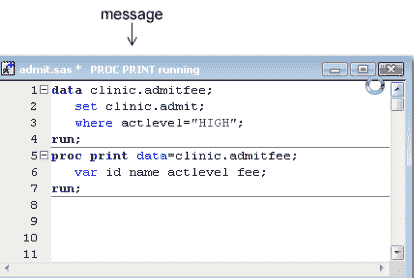 message
admit.sas * PROC PRINT running
1 data clinic.admitfee;
2 set clinic.admit;
3 where actlevel="HIGH";
4 run;
5 proc print data=clinic.admitfee;
6 var id name actlevel fee;
7 run;
8
9
10
11